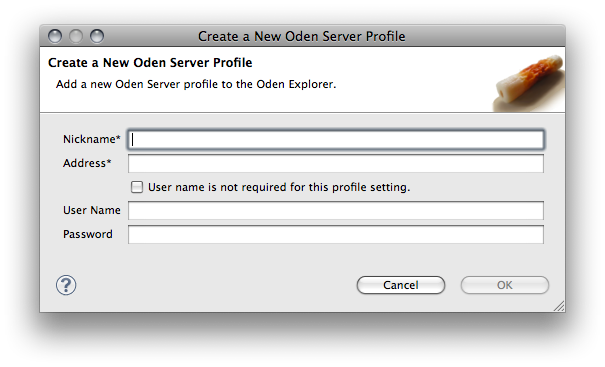 Create a New Oden Server Profile
Create a New Oden Server Profile
Add a new Oden Server profile to the Oden Explorer.
Nickname*
Address*
User name is not required for this profile setting.
User Name
Password
?
Cancel
OK